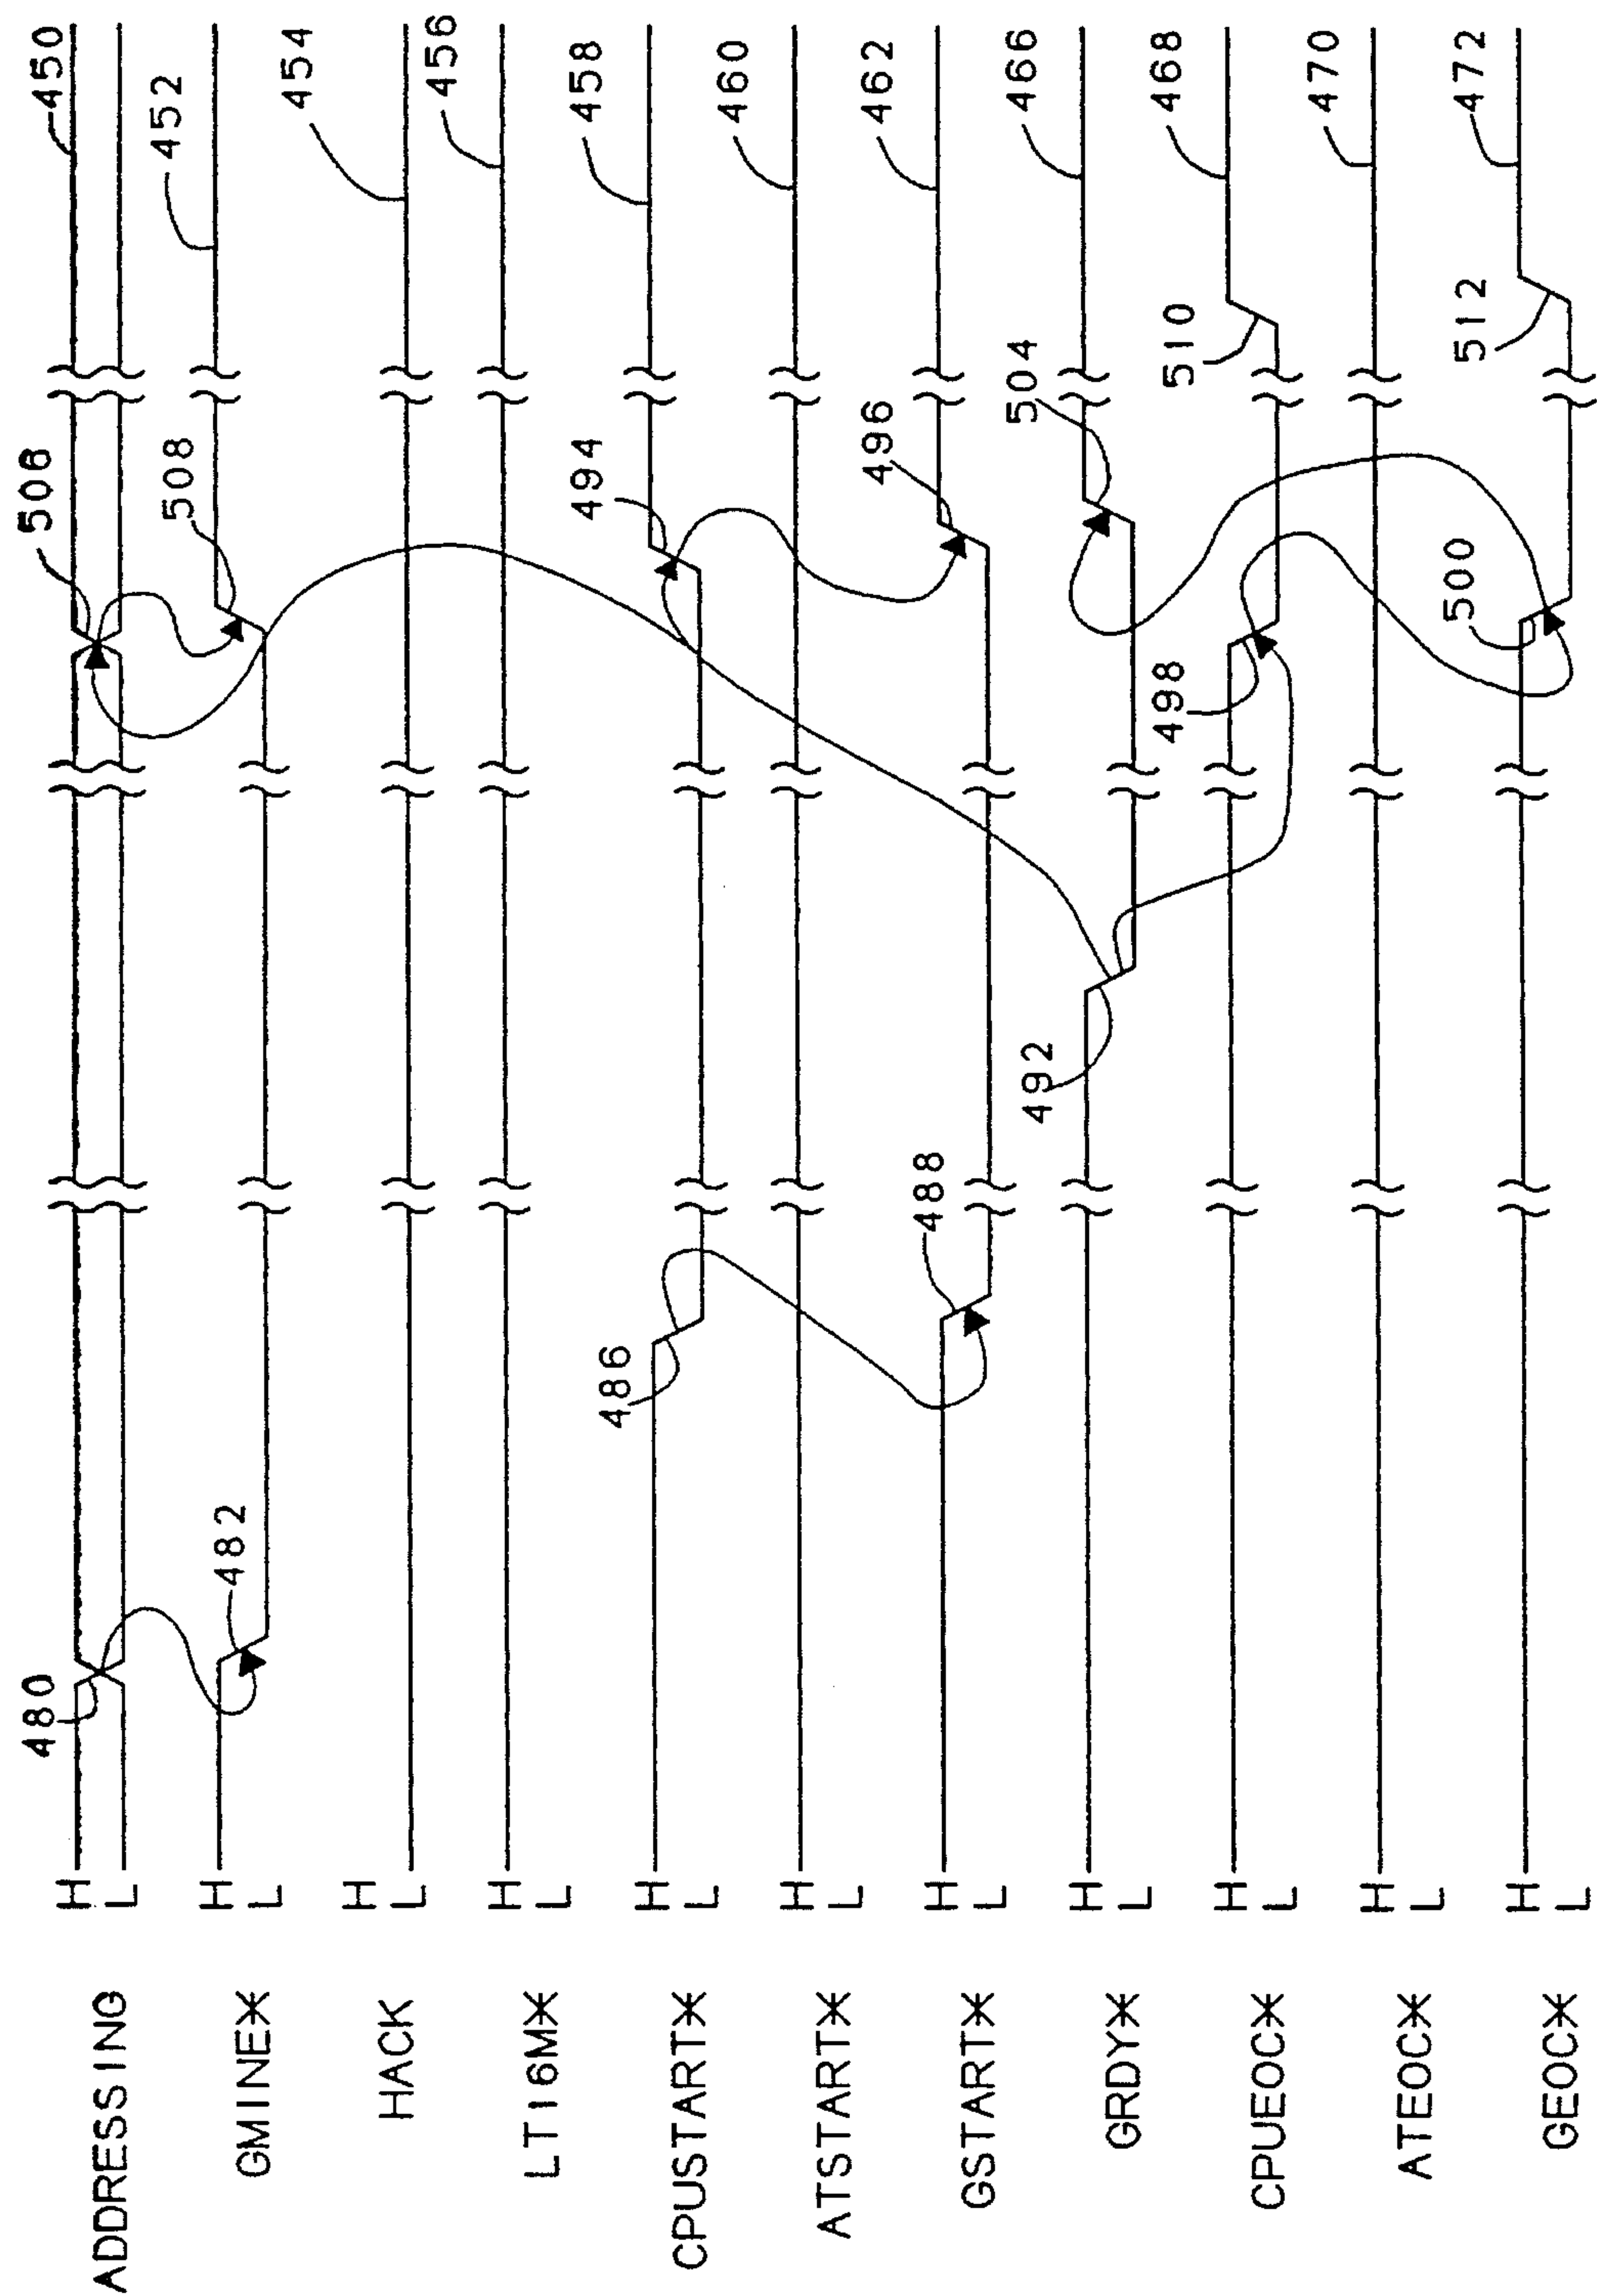 ADDRESSING H L 480 506 450
GMINE* H L 482 508 452
HACK H L 454
LT16M* H L 456
CPUSTART* H L 486 494 458
ATSTART* H L 460
GSTART* H L 488 496 462
GRDY* H L 492 504 466
CPUEOC* H L 498 510 468
ATEOC* H L 470
GEOC* H L 500 512 472